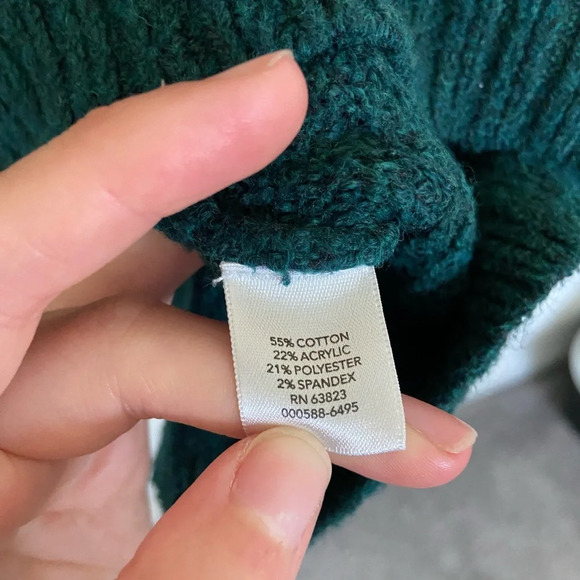 55% COTTON
22% ACRYLIC
21% POLYESTER
2% SPANDEX
RN 63823
000588-6495